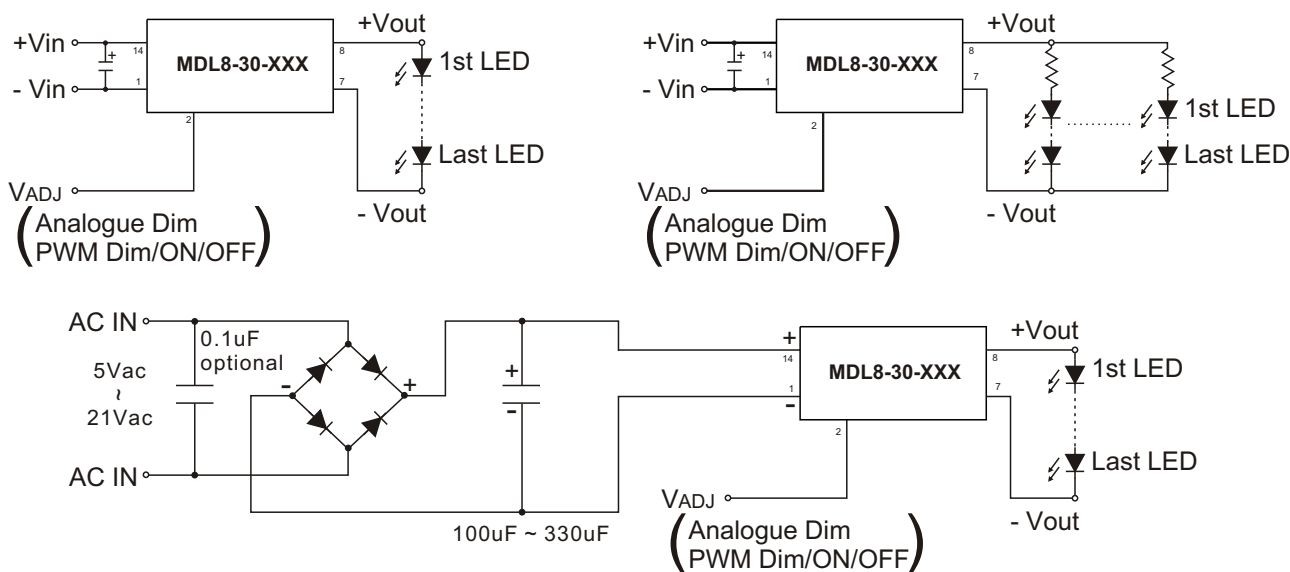 +Vout
+Vin
14
8
MDL8-30-XXX
1st LED
- Vin
1
7
2
Last LED
VADJ
- Vout
(Analogue Dim
PWM Dim/ON/OFF)
+Vout
+Vin
14
8
MDL8-30-XXX
- Vin
1
7
1st LED
2
Last LED
VADJ
- Vout
(Analogue Dim
PWM Dim/ON/OFF)
AC IN
0.1uF
optional
5Vac
~
21Vac
AC IN
-
+
+
-
100uF ~ 330uF
+
14
1
-
MDL8-30-XXX
8
7
2
+Vout
1st LED
Last LED
- Vout
VADJ
(Analogue Dim
PWM Dim/ON/OFF)